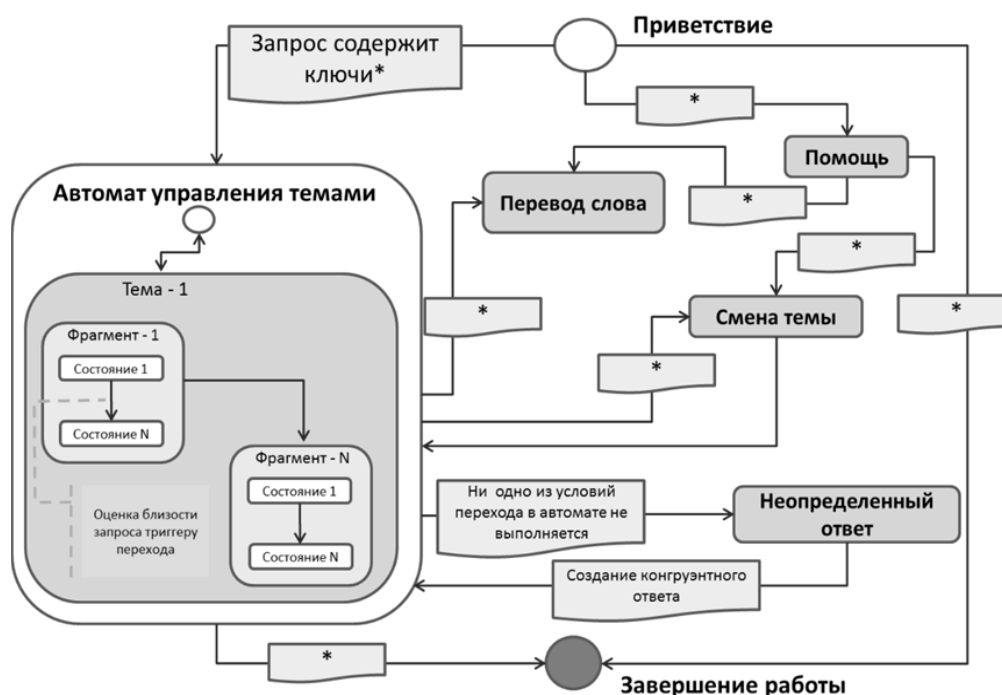 Приветствие
Запрос содержит
ключи*
*
Помощь
Автомат управления темами
Перевод слова
*
*
Тема - 1
*
*
Смена темы
Фрагмент - 1
Состояние 1
*
Состояние N
Фрагмент - N
Состояние 1
Состояние N
Оценка близости
запроса триггеру
перехода
Ни одно из условий
перехода в автомате не
выполняется
Неопределенный
ответ
Создание конгруэнтного
ответа
*
Завершение работы